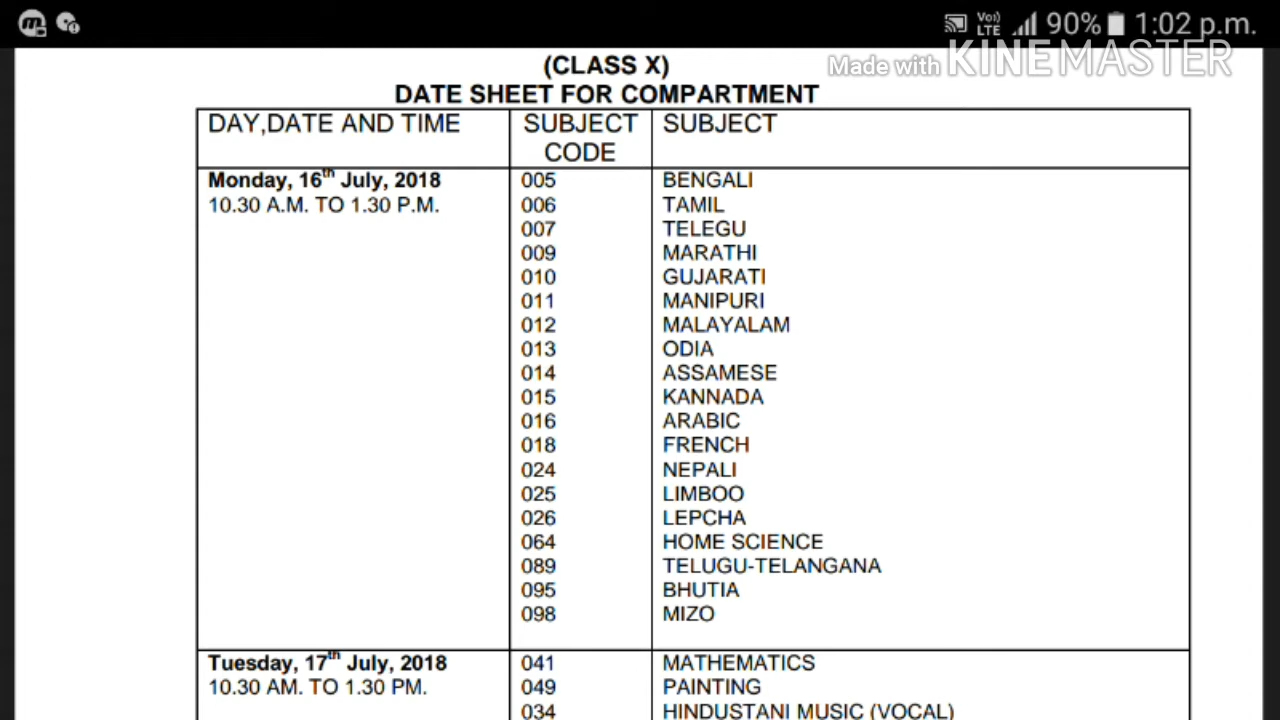 90% 1:02 p.m.
VoI) LTE
Made with KINEMASTER
(CLASS X)
DATE SHEET FOR COMPARTMENT
DAY,DATE AND TIME SUBJECT CODE SUBJECT
Monday, 16th July, 2018 005 BENGALI
10.30 A.M. TO 1.30 P.M. 006 TAMIL
007 TELEGU
009 MARATHI
010 GUJARATI
011 MANIPURI
012 MALAYALAM
013 ODIA
014 ASSAMESE
015 KANNADA
016 ARABIC
018 FRENCH
024 NEPALI
025 LIMBOO
026 LEPCHA
064 HOME SCIENCE
089 TELUGU-TELANGANA
095 BHUTIA
098 MIZO
Tuesday, 17th July, 2018 041 MATHEMATICS
10.30 AM. TO 1.30 PM. 049 PAINTING
034 HINDUSTANI MUSIC (VOCAL)